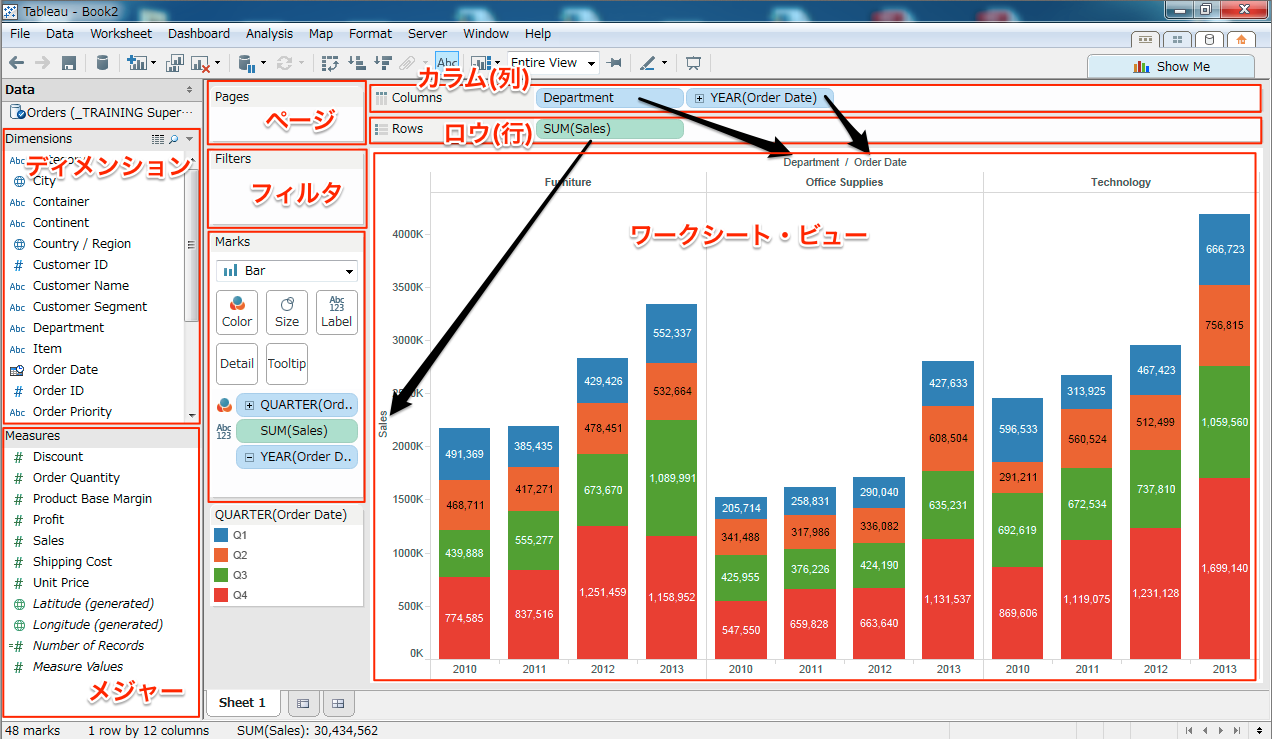 Tableau - Book2
File Data Worksheet Dashboard Analysis Map Format Server Window Help
Abc Entire View
Show Me
Data
Orders (_TRAINING Super···
Dimensions
ディメンション
Abc
Abc City
Abc Container
Abc Continent
Country / Region
# Customer ID
Abc Customer Name
Abc Customer Segment
Abc Department
Abc Item
Order Date
# Order ID
Abc Order Priority
Measures
# Discount
# Order Quantity
# Product Base Margin
# Profit
# Sales
# Shipping Cost
# Unit Price
Latitude (generated)
Longitude (generated)
=# Number of Records
# Measure Values
メジャー
Pages
ページ
Filters
フィルタ
Marks
Bar
Color Size Abc 123 Label
Detail Tooltip
QUARTER(Ord..
Abc 123 SUM(Sales)
YEAR(Order D..
QUARTER(Order Date)
Q1
Q2
Q3
Q4
カラム(列)
Columns Department YEAR(Order Date)
Rows ロウ(行) SUM(Sales)
Department / Order Date
Furniture Office Supplies Technology
ワークシート・ビュー
Sales
4000K
3500K
3000K
2000K
1500K
1000K
500K
0K
491,369
468,711
439,888
774,585
385,435
417,271
555,277
837,516
429,426
478,451
673,670
1,251,459
552,337
532,664
1,089,991
1,158,952
205,714
341,488
425,955
547,550
258,831
317,986
376,226
659,828
290,040
336,082
424,190
663,640
427,633
608,504
635,231
1,131,537
596,533
291,211
692,619
869,606
313,925
560,524
672,534
1,119,075
467,423
512,499
737,810
1,231,128
666,723
756,815
1,059,560
1,699,140
2010 2011 2012 2013 2010 2011 2012 2013 2010 2011 2012 2013
Sheet 1
48 marks 1 row by 12 columns SUM(Sales): 30,434,562